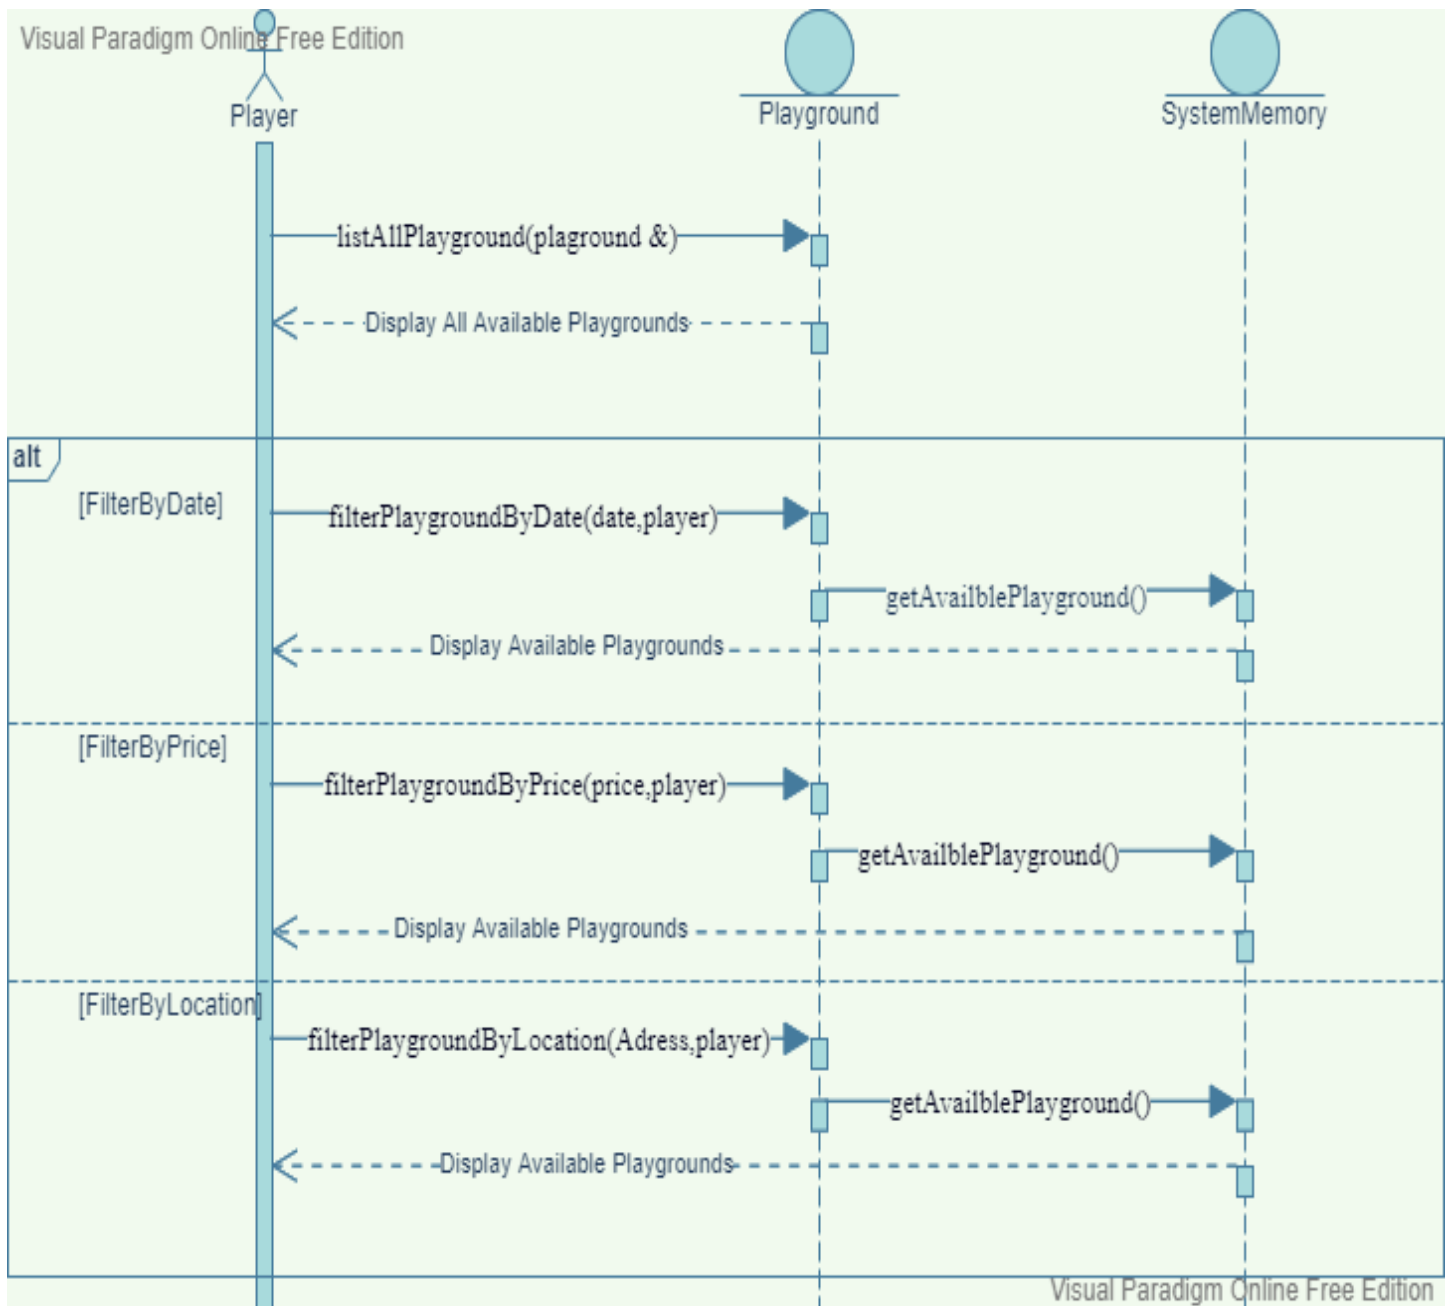 Visual Paradigm Online Free Edition
Player
Playground
SystemMemory
listAllPlayground(plaground &)
Display All Available Playgrounds
alt
[FilterByDate]
filterPlaygroundByDate(date,player)
getAvailblePlayground()
Display Available Playgrounds
[FilterByPrice]
filterPlaygroundByPrice(price,player)
getAvailblePlayground()
Display Available Playgrounds
[FilterByLocation]
filterPlaygroundByLocation(Adress,player)
getAvailblePlayground()
Display Available Playgrounds
Visual Paradigm Online Free Edition